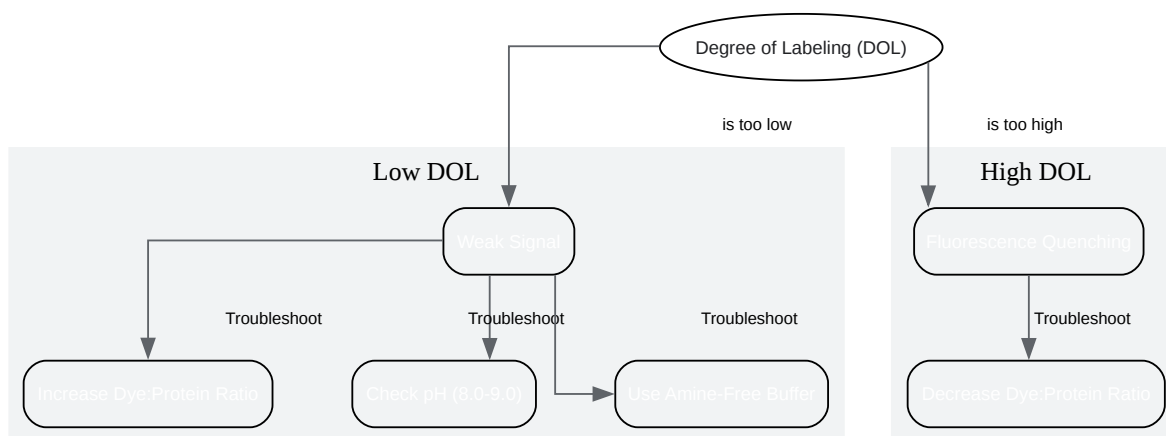 Degree of Labeling (DOL)
is too low
is too high
Low DOL
High DOL
Weak Signal
Fluorescence Quenching
Troubleshoot
Troubleshoot
Troubleshoot
Troubleshoot
Increase Dye:Protein Ratio
Check pH (8.0-9.0)
Use Amine-Free Buffer
Decrease Dye:Protein Ratio